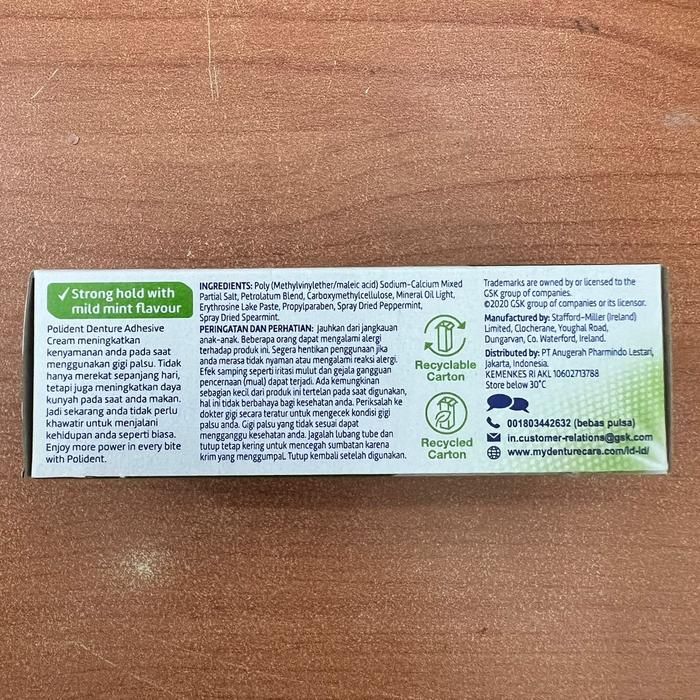 ✓ Strong hold with
mild mint flavour
Polident Denture Adhesive
Cream meningkatkan
kenyamanan anda pada saat
menggunakan gigi palsu. Tidak
hanya merekat sepanjang hari,
tetapi juga meningkatkan daya
kunyah pada saat anda makan.
Jadi sekarang anda tidak perlu
khawatir untuk menjalani
kehidupan anda seperti biasa.
Enjoy more power in every bite
with Polident.
INGREDIENTS: Poly (Methylvinylether/maleic acid) Sodium-Calcium Mixed
Partial Salt, Petrolatum Blend, Carboxymethylcellulose, Mineral Oil Light,
Erythrosine Lake Paste, Propylparaben, Spray Dried Peppermint,
Spray Dried Spearmint.
PERINGATAN DAN PERHATIAN: Jauhkan dari jangkauan
anak-anak. Beberapa orang dapat mengalami alergi
terhadap produk ini. Segera hentikan penggunaan jika
anda merasa tidak nyaman atau mengalami reaksi alergi.
Efek samping seperti iritasi mulut dan gejala gangguan
pencernaan (mual) dapat terjadi. Ada kemungkinan
sebagian kecil dari produk ini tertelan pada saat digunakan,
hal ini tidak berbahaya bagi kesehatan anda. Periksalah ke
dokter gigi secara teratur untuk mengecek kondisi gigi
palsu anda. Gigi palsu yang tidak sesuai dapat
mengganggu kesehatan anda. Jagalah lubang tube dan
tutup tetap kering untuk mencegah sumbatan karena
krim yang menggumpal. Tutup kembali setelah digunakan.
Recyclable
Carton
Recycled
Carton
Trademarks are owned by or licensed to the
GSK group of companies.
©2020 GSK group of companies or its licensor.
Manufactured by: Stafford-Miller (Ireland)
Limited, Clocherane, Youghal Road,
Dungarvan, Co. Waterford, Ireland.
Distributed by: PT Anugerah Pharmindo Lestari,
Jakarta, Indonesia.
KEMENKES RI AKL 10602713788
Store below 30°C
001803442632 (bebas pulsa)
in.customer-relations@gsk.com
www.mydenturecare.com/id-id/